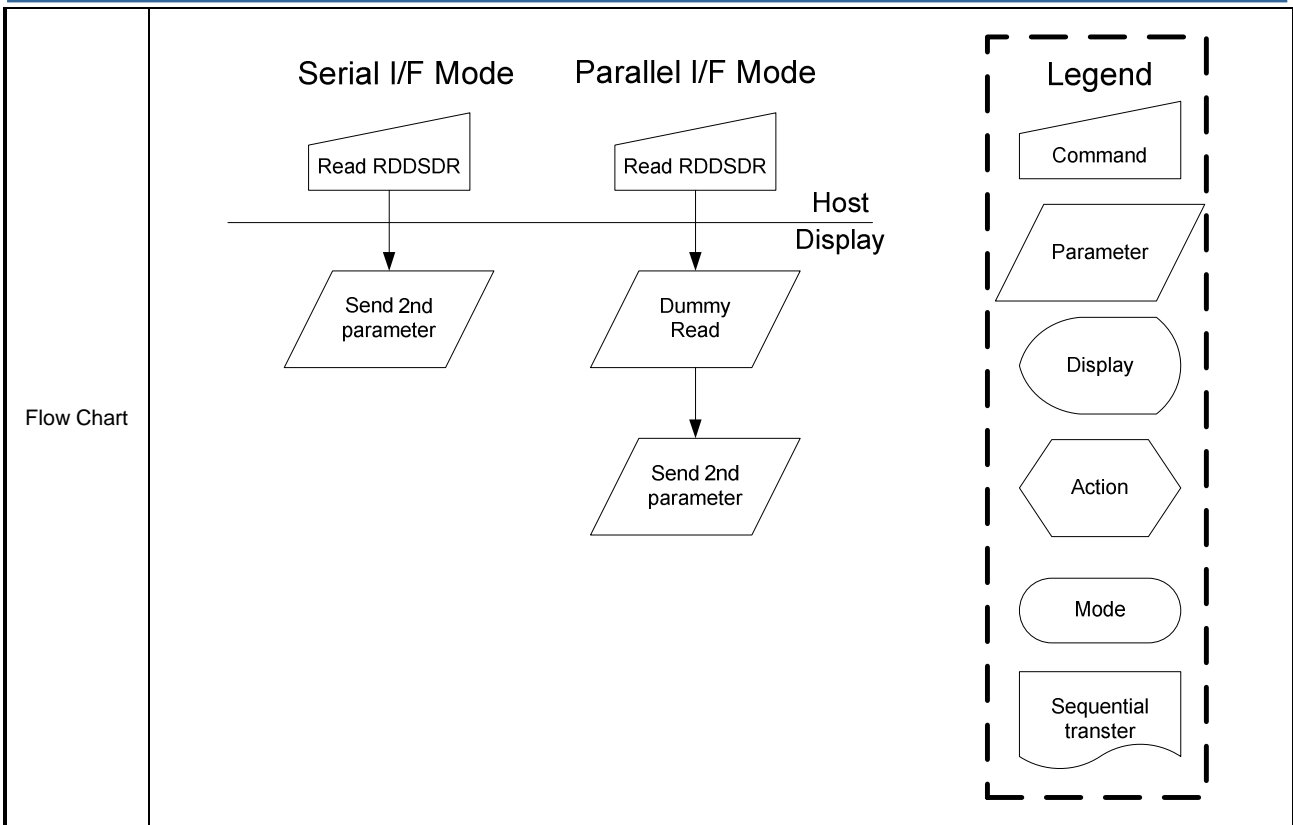 Flow Chart
Serial I/F Mode
Parallel I/F Mode
Read RDDSDR
Read RDDSDR
Host
Display
Send 2nd
parameter
Dummy
Read
Send 2nd
parameter
Legend
Command
Parameter
Display
Action
Mode
Sequential
transter